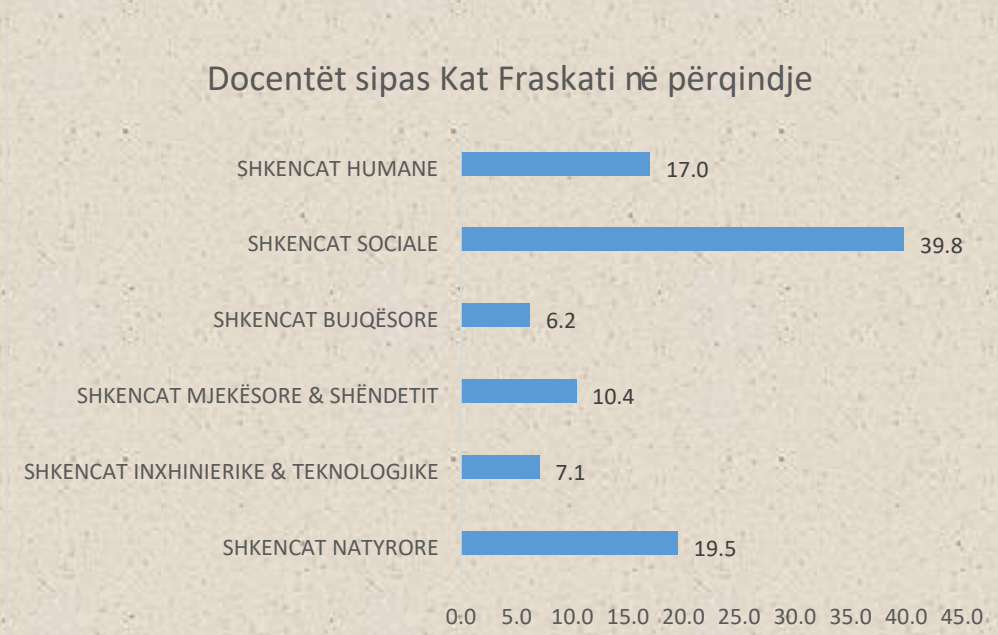 Docentët sipas Kat Fraskati në përqindje
SHKENCAT HUMANE 17.0
SHKENCAT SOCIALE 39.8
SHKENCAT BUJQËSORE 6.2
SHKENCAT MJEKËSORE & SHËNDETIT 10.4
SHKENCAT INXHINIERIKE & TEKNOLOGJIKE 7.1
SHKENCAT NATYRORE 19.5
0.0 5.0 10.0 15.0 20.0 25.0 30.0 35.0 40.0 45.0